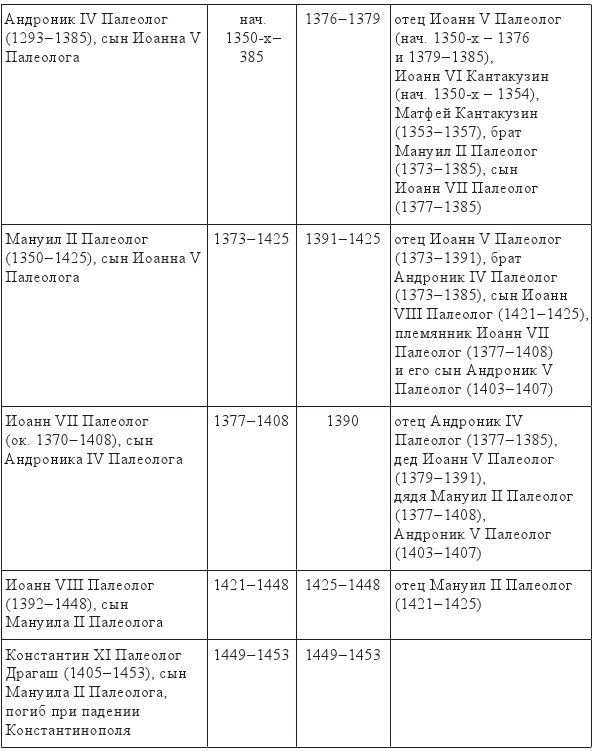 Андроник IV Палеолог
(1293–1385), сын Иоанна V
Палеолога
нач.
1350-х–
385
1376–1379
отец Иоанн V Палеолог
(нач. 1350-х – 1376
и 1379–1385),
Иоанн VI Кантакузин
(нач. 1350-х – 1354),
Матфей Кантакузин
(1353–1357), брат
Мануил II Палеолог
(1373–1385), сын
Иоанн VII Палеолог
(1377–1385)
Мануил II Палеолог
(1350–1425), сын Иоанна V
Палеолога
1373–1425
1391–1425
отец Иоанн V Палеолог
(1373–1391), брат
Андроник IV Палеолог
(1373–1385), сын Иоанн
VIII Палеолог (1421–1425),
племянник Иоанн VII
Палеолог (1377–1408)
и его сын Андроник V
Палеолог (1403–1407)
Иоанн VII Палеолог
(ок. 1370–1408), сын
Андроника IV Палеолога
1377–1408
1390
отец Андроник IV
Палеолог (1377–1385),
дед Иоанн V Палеолог
(1379–1391),
дядя Мануил II Палеолог
(1377–1408),
Андроник V Палеолог
(1403–1407)
Иоанн VIII Палеолог
(1392–1448), сын
Мануила II Палеолога
1421–1448
1425–1448
отец Мануил II Палеолог
(1421–1425)
Константин XI Палеолог
Драгаш (1405–1453), сын
Мануила II Палеолога,
погиб при падении
Константинополя
1449–1453
1449–1453